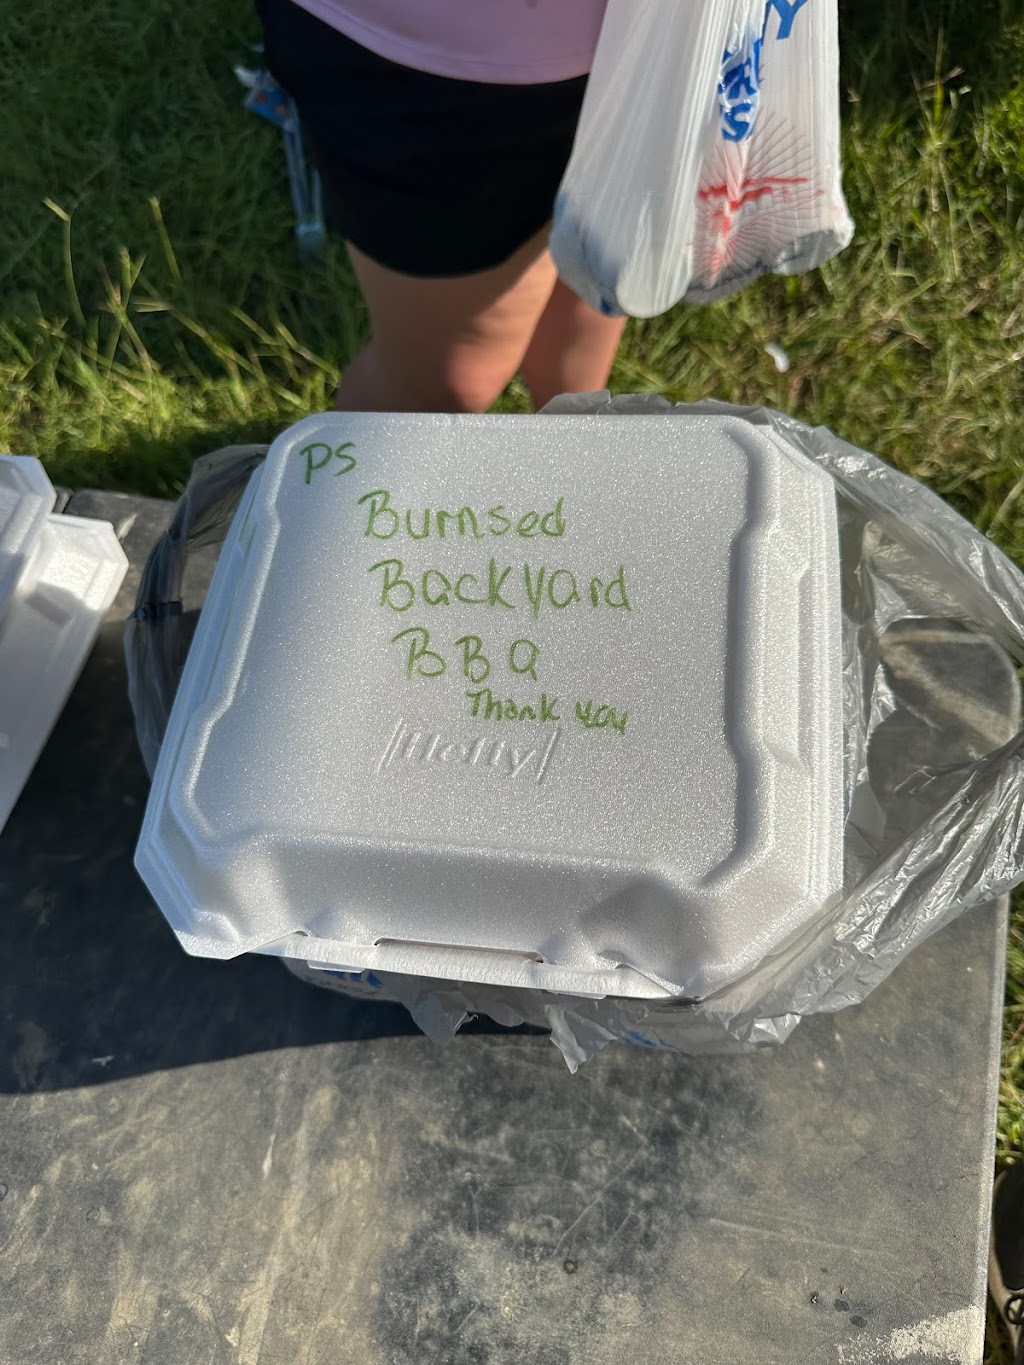 PS
Burnsed
Backyard
BBQ
Thank you
Hefty